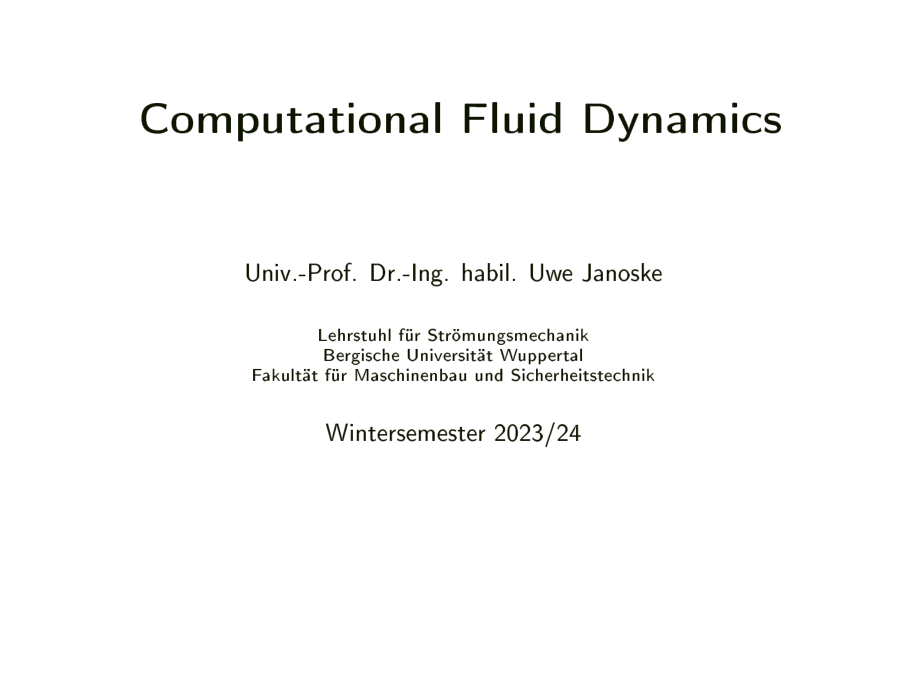 Computational Fluid Dynamics
Univ.-Prof. Dr.-Ing. habil. Uwe Janoske
Lehrstuhl für Strömungsmechanik
Bergische Universität Wuppertal
Fakultät für Maschinenbau und Sicherheitstechnik
Wintersemester 2023/24